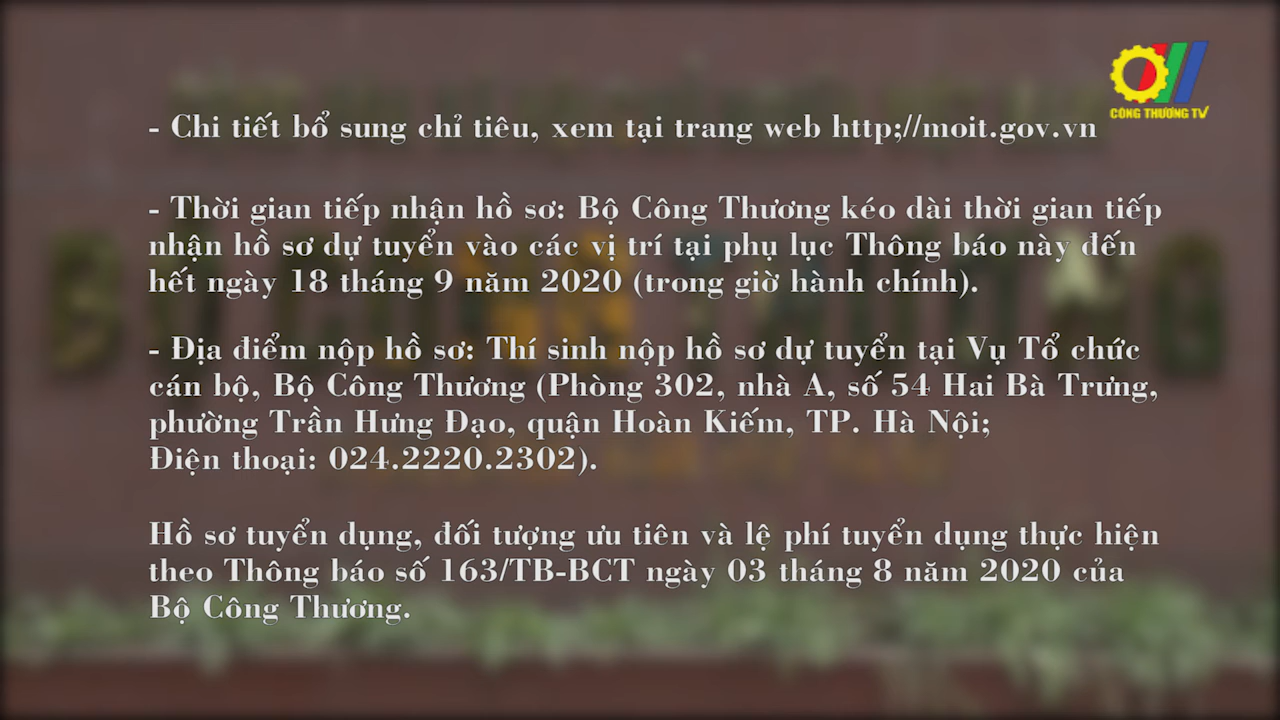 CÔNG THƯƠNG TV
- Chi tiết bổ sung chỉ tiêu, xem tại trang web http;//moit.gov.vn
- Thời gian tiếp nhận hồ sơ: Bộ Công Thương kéo dài thời gian tiếp
nhận hồ sơ dự tuyển vào các vị trí tại phụ lục Thông báo này đến
hết ngày 18 tháng 9 năm 2020 (trong giờ hành chính).
- Địa điểm nộp hồ sơ: Thí sinh nộp hồ sơ dự tuyển tại Vụ Tổ chức
cán bộ, Bộ Công Thương (Phòng 302, nhà A, số 54 Hai Bà Trưng,
phường Trần Hưng Đạo, quận Hoàn Kiếm, TP. Hà Nội;
Điện thoại: 024.2220.2302).
Hồ sơ tuyển dụng, đối tượng ưu tiên và lệ phí tuyển dụng thực hiện
theo Thông báo số 163/TB-BCT ngày 03 tháng 8 năm 2020 của
Bộ Công Thương.